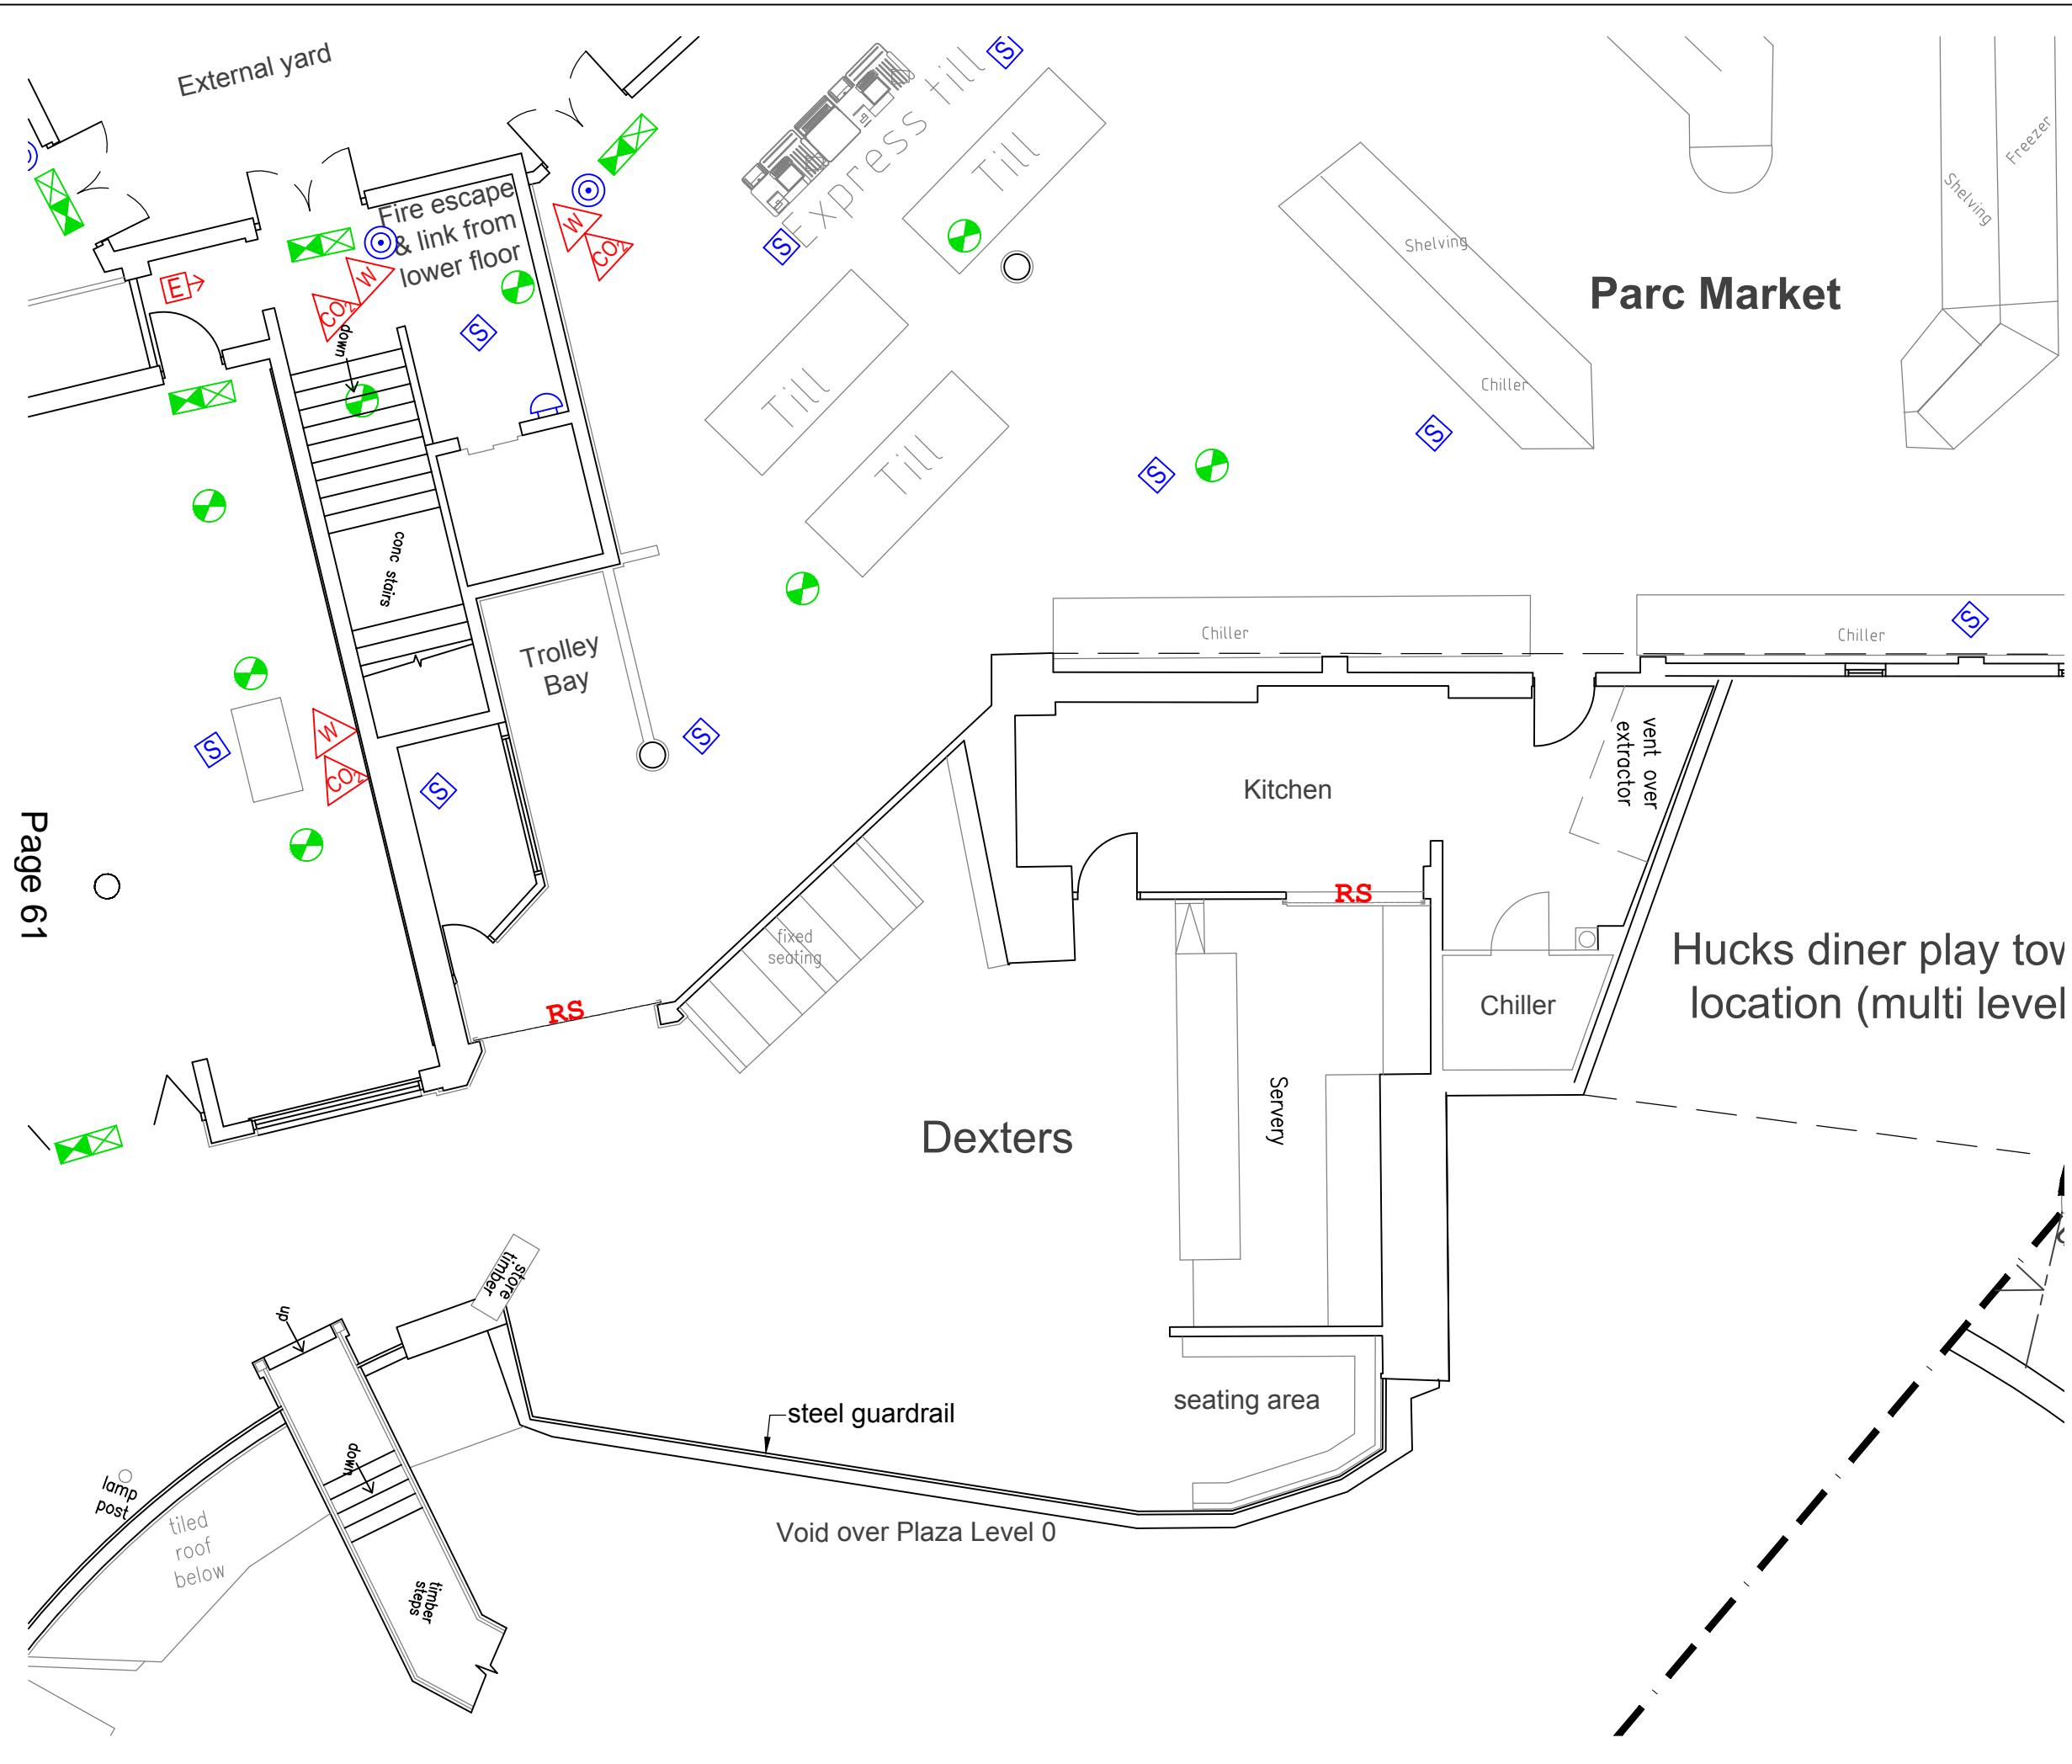 External yard
Fire escape
& link from
lower floor
E
W
CO2
W
CO2
S
down
conc stairs
Express till
S
S
Till
Till
Till
Shelving
Chiller
Parc Market
Shelving
Freezer
S
S
Trolley
Bay
S
S
W
CO2
S
Page 61
Chiller
Chiller
S
Kitchen
vent over
extractor
RS
Chiller
Hucks diner play tow
location (multi level
fixed
seating
RS
Dexters
Servery
store
timber
up
down
seating area
steel guardrail
Void over Plaza Level 0
lamp
post
tiled
roof
below
timber
steps